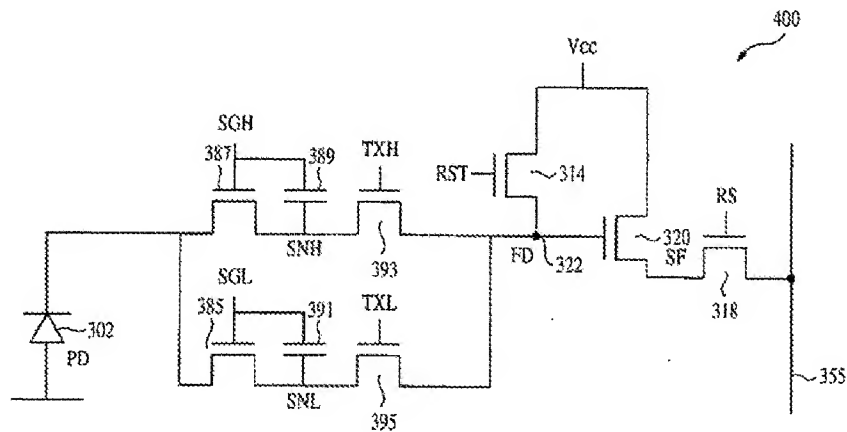 400
Vcc
SGH
387
389
TXH
RST
314
RS
SNH
393
FD
322
320
SF
318
SGL
385
391
TXL
302
PD
SNL
395
355